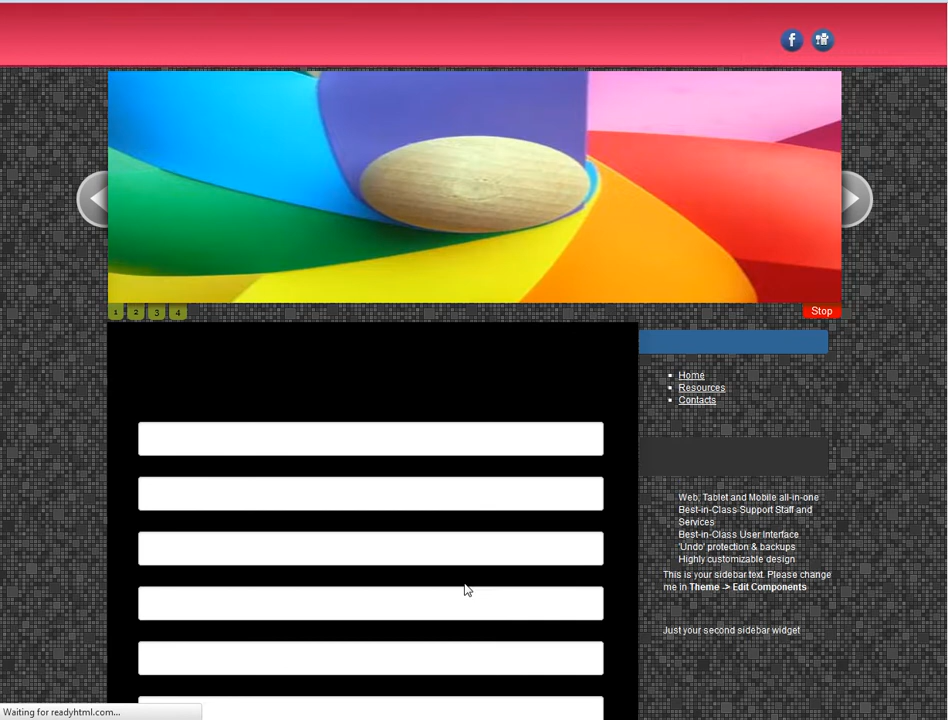 f
1 2 3 4
Stop
Home
Resources
Contacts
Web, Tablet and Mobile all-in-one
Best-in-Class Support Staff and
Services
Best-in-Class User Interface
'Undo' protection & backups
Highly customizable design
This is your sidebar text. Please change
me in Theme -> Edit Components
Just your second sidebar widget
Waiting for readyhtml.com...